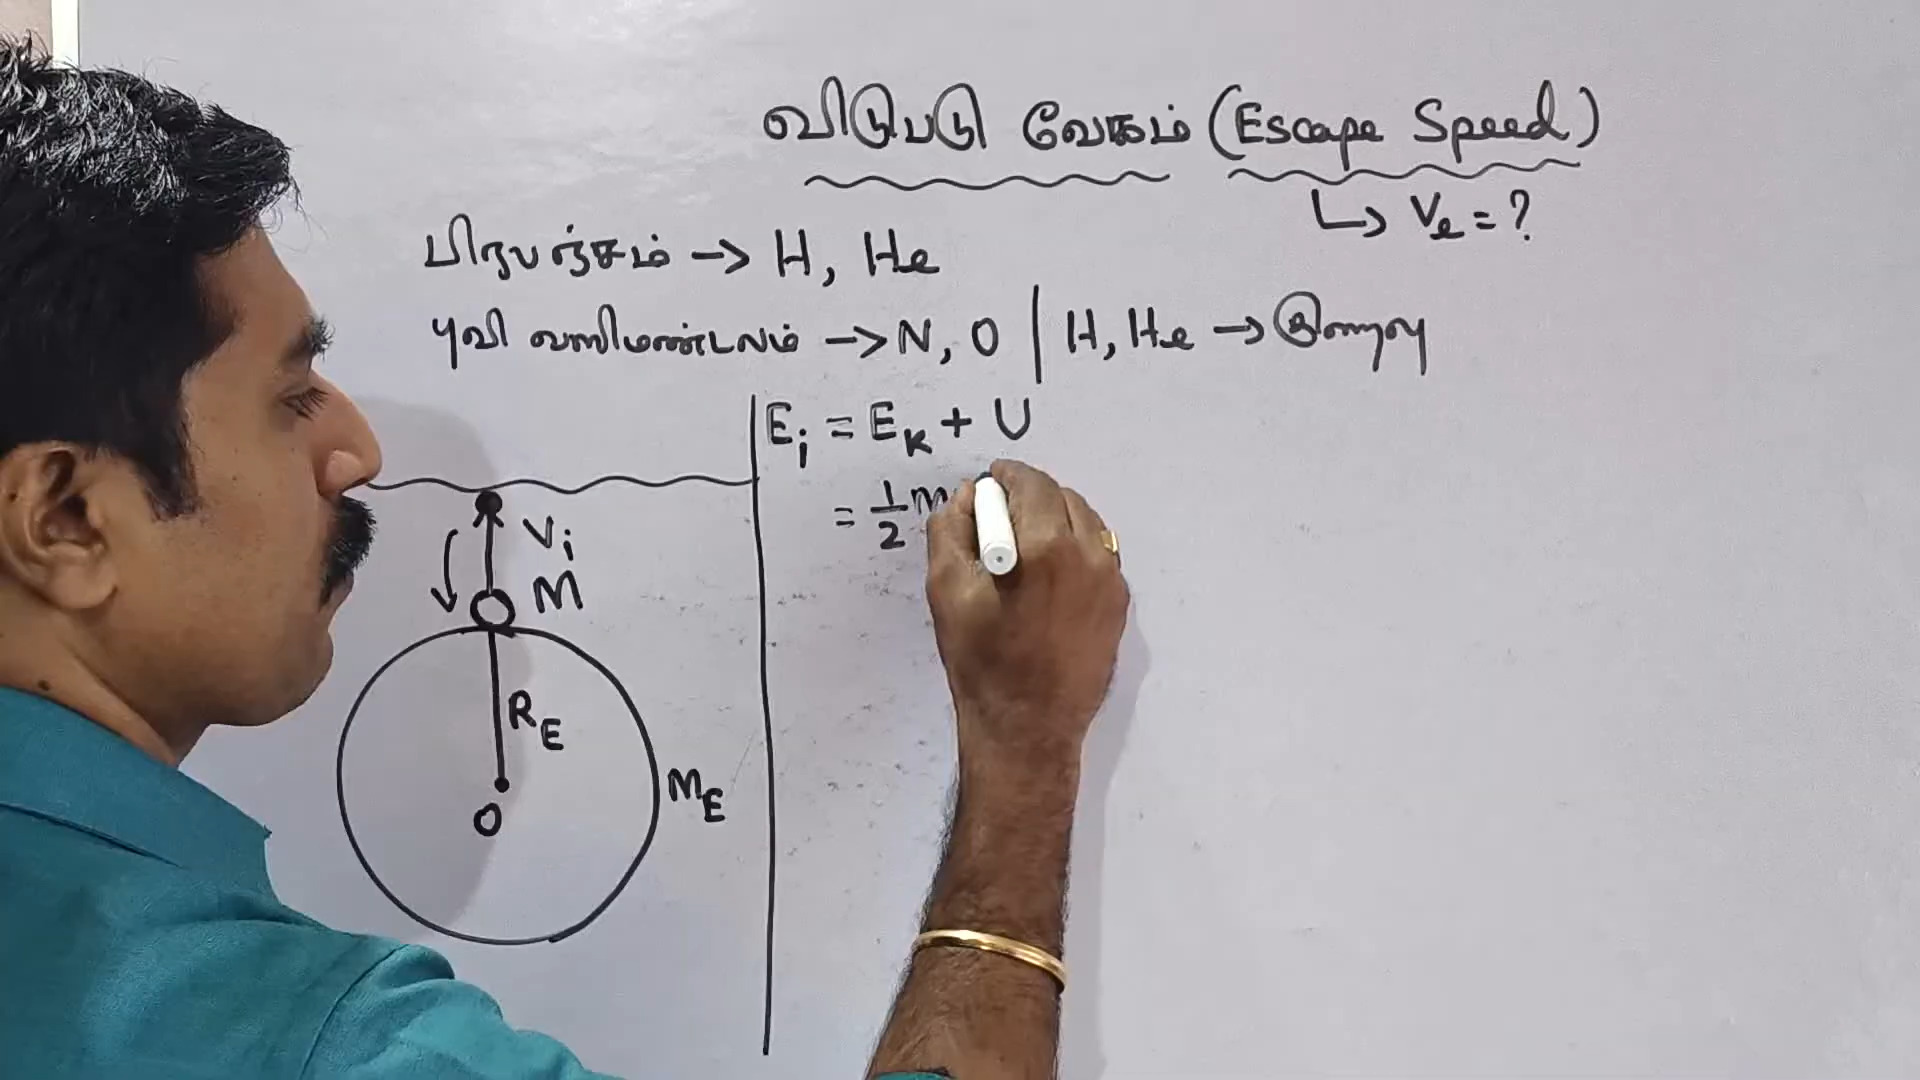 விடுபடு வேகம் (Escape Speed)
↳ Ve = ?
பிரபஞ்சம் → H, He
புவி வளிமண்டலம் → N, O | H, He → இல்லை
Ei = EK + U
= 1/2 M
Vi
M
RE
ME
O